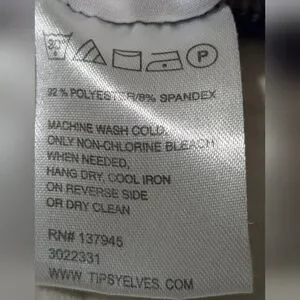 30
P
92 % POLYESTER/8% SPANDEX
MACHINE WASH COLD,
ONLY NON-CHLORINE BLEACH
WHEN NEEDED,
HANG DRY, COOL IRON
ON REVERSE SIDE
OR DRY CLEAN
RN# 137945
3022331
WWW. TIPSYELVES. COM